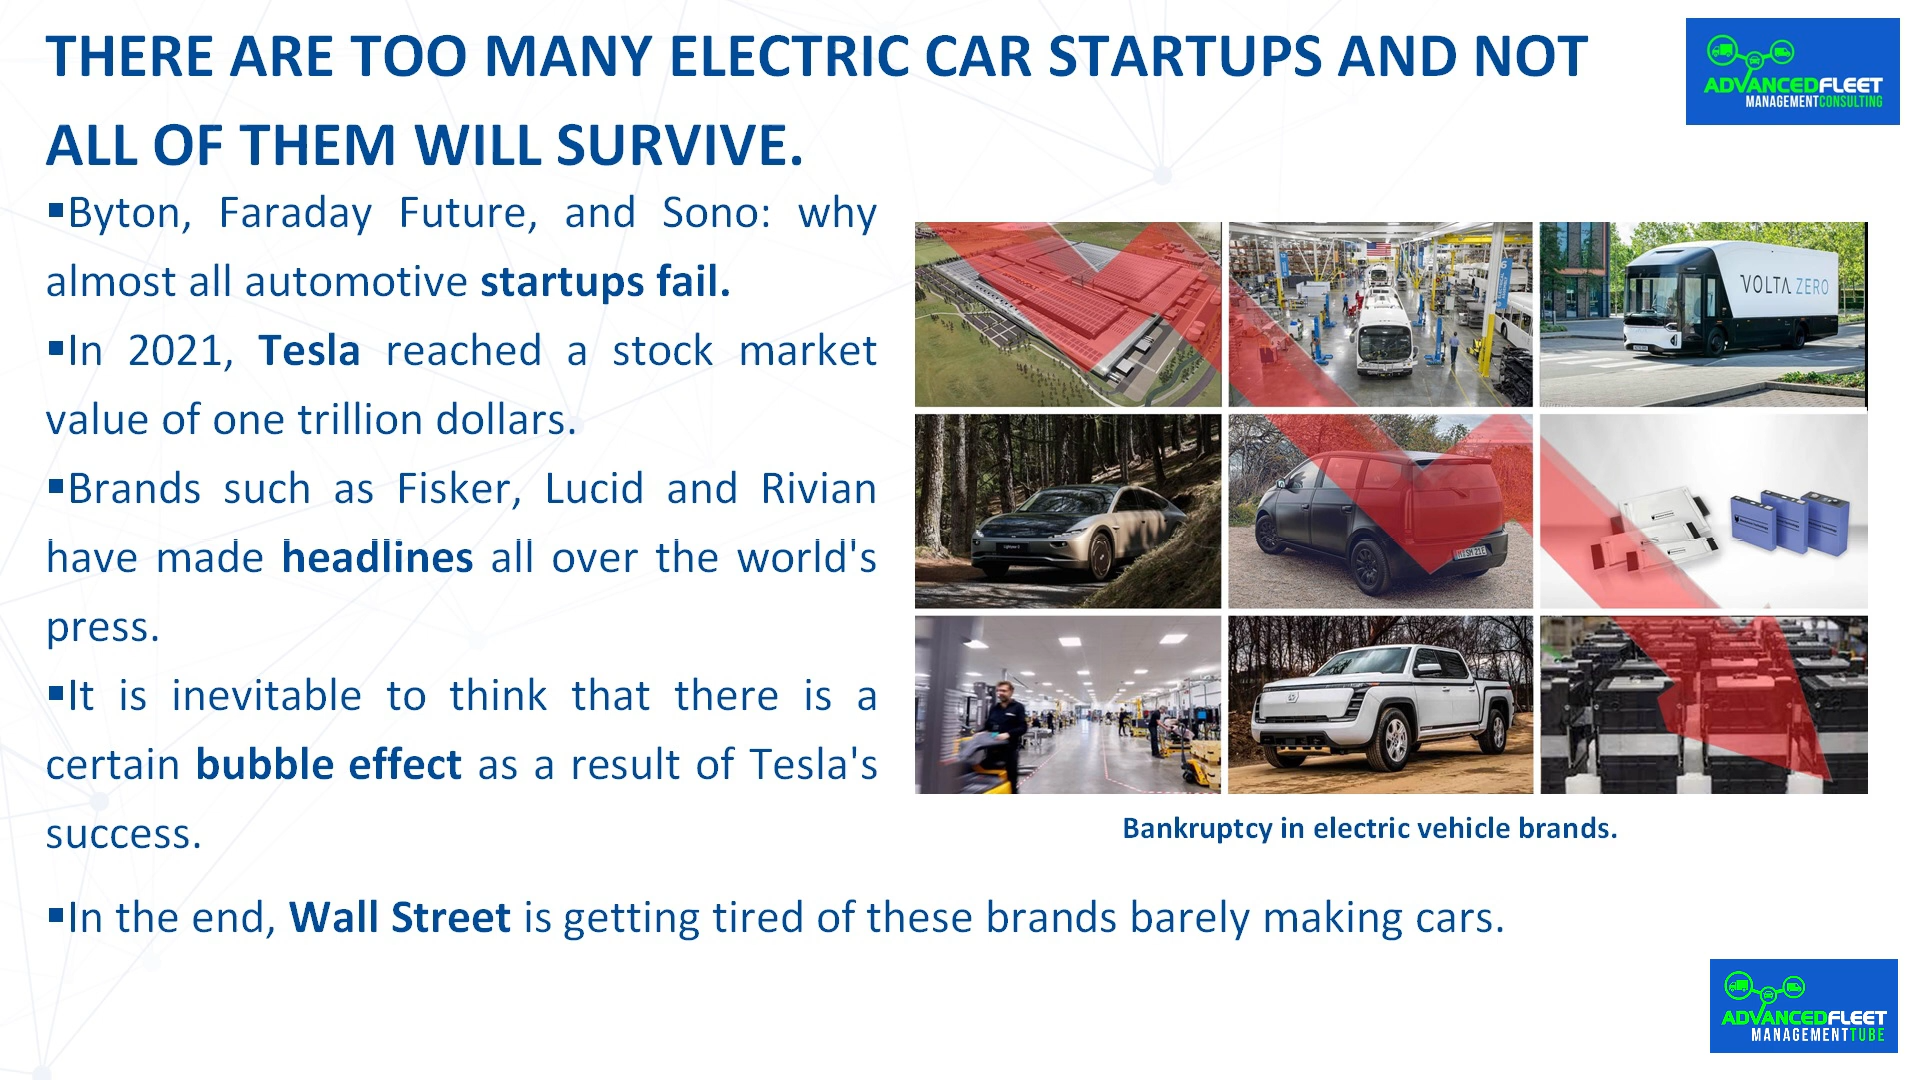 THERE ARE TOO MANY ELECTRIC CAR STARTUPS AND NOT
ALL OF THEM WILL SURVIVE.
ADVANCEDFLEET
MANAGEMENTCONSULTING
▪Byton, Faraday Future, and Sono: why
almost all automotive startups fail.
▪In 2021, Tesla reached a stock market
value of one trillion dollars.
▪Brands such as Fisker, Lucid and Rivian
have made headlines all over the world's
press.
▪It is inevitable to think that there is a
certain bubble effect as a result of Tesla's
success.
VOLTA ZERO
Bankruptcy in electric vehicle brands.
▪In the end, Wall Street is getting tired of these brands barely making cars.
ADVANCEDFLEET
MANAGEMENTTUBE